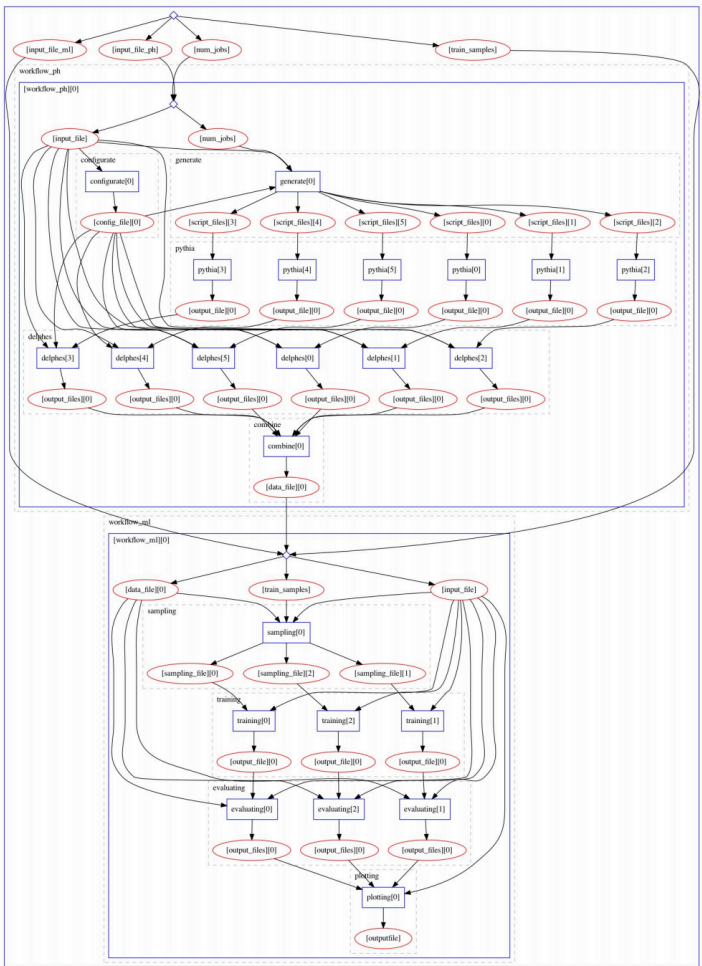 [input_file_ml] [input_file_ph] [num_jobs] [train_samples]
workflow_ph
[workflow_ph][0]
[input_file] [num_jobs]
configurate generate
configurate[0] generate[0]
[config_file][0] [script_files][3] [script_files][4] [script_files][5] [script_files][0] [script_files][1] [script_files][2]
pythia
pythia[3] pythia[4] pythia[5] pythia[0] pythia[1] pythia[2]
[output_file][0] [output_file][0] [output_file][0] [output_file][0] [output_file][0] [output_file][0]
delphes
delphes[3] delphes[4] delphes[5] delphes[0] delphes[1] delphes[2]
[output_files][0] [output_files][0] [output_files][0] [output_files][0] [output_files][0] [output_files][0]
combine
combine[0]
[data_file][0]
workflow_ml
[workflow_ml][0]
[data_file][0] [train_samples] [input_file]
sampling
sampling[0]
[sampling_file][0] [sampling_file][2] [sampling_file][1]
training
training[0] training[2] training[1]
[output_file][0] [output_file][0] [output_file][0]
evaluating
evaluating[0] evaluating[2] evaluating[1]
[output_files][0] [output_files][0] [output_files][0]
plotting
plotting[0]
[outputfile]